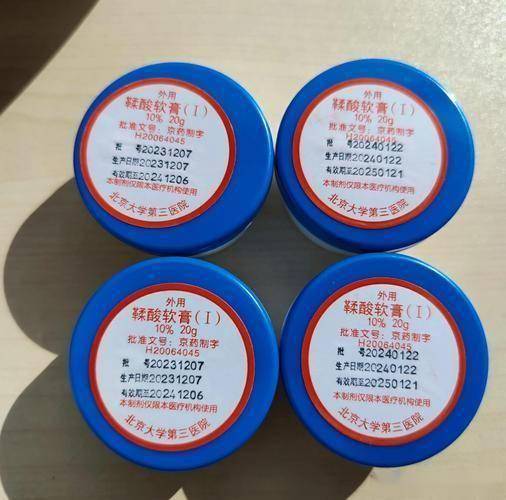 外用
鞣酸软膏(I)
10% 20g
批准文号：京药制字
H20064045
批 号20231207
生产日期20231207
有效期至20241206
本制剂仅限本医疗机构使用
北京大学第三医院
外用
鞣酸软膏(I)
10% 20g
批准文号：京药制字
H20064045
批 号20240122
生产日期20240122
有效期至20250121
本制剂仅限本医疗机构使用
北京大学第三医院
外用
鞣酸软膏(I)
10% 20g
批准文号：京药制字
H20064045
批 号20231207
生产日期20231207
有效期至20241206
本制剂仅限本医疗机构使用
北京大学第三医院
外用
鞣酸软膏(I)
10% 20g
批准文号：京药制字
H20064045
批 号20240122
生产日期20240122
有效期至20250121
本制剂仅限本医疗机构使用
北京大学第三医院